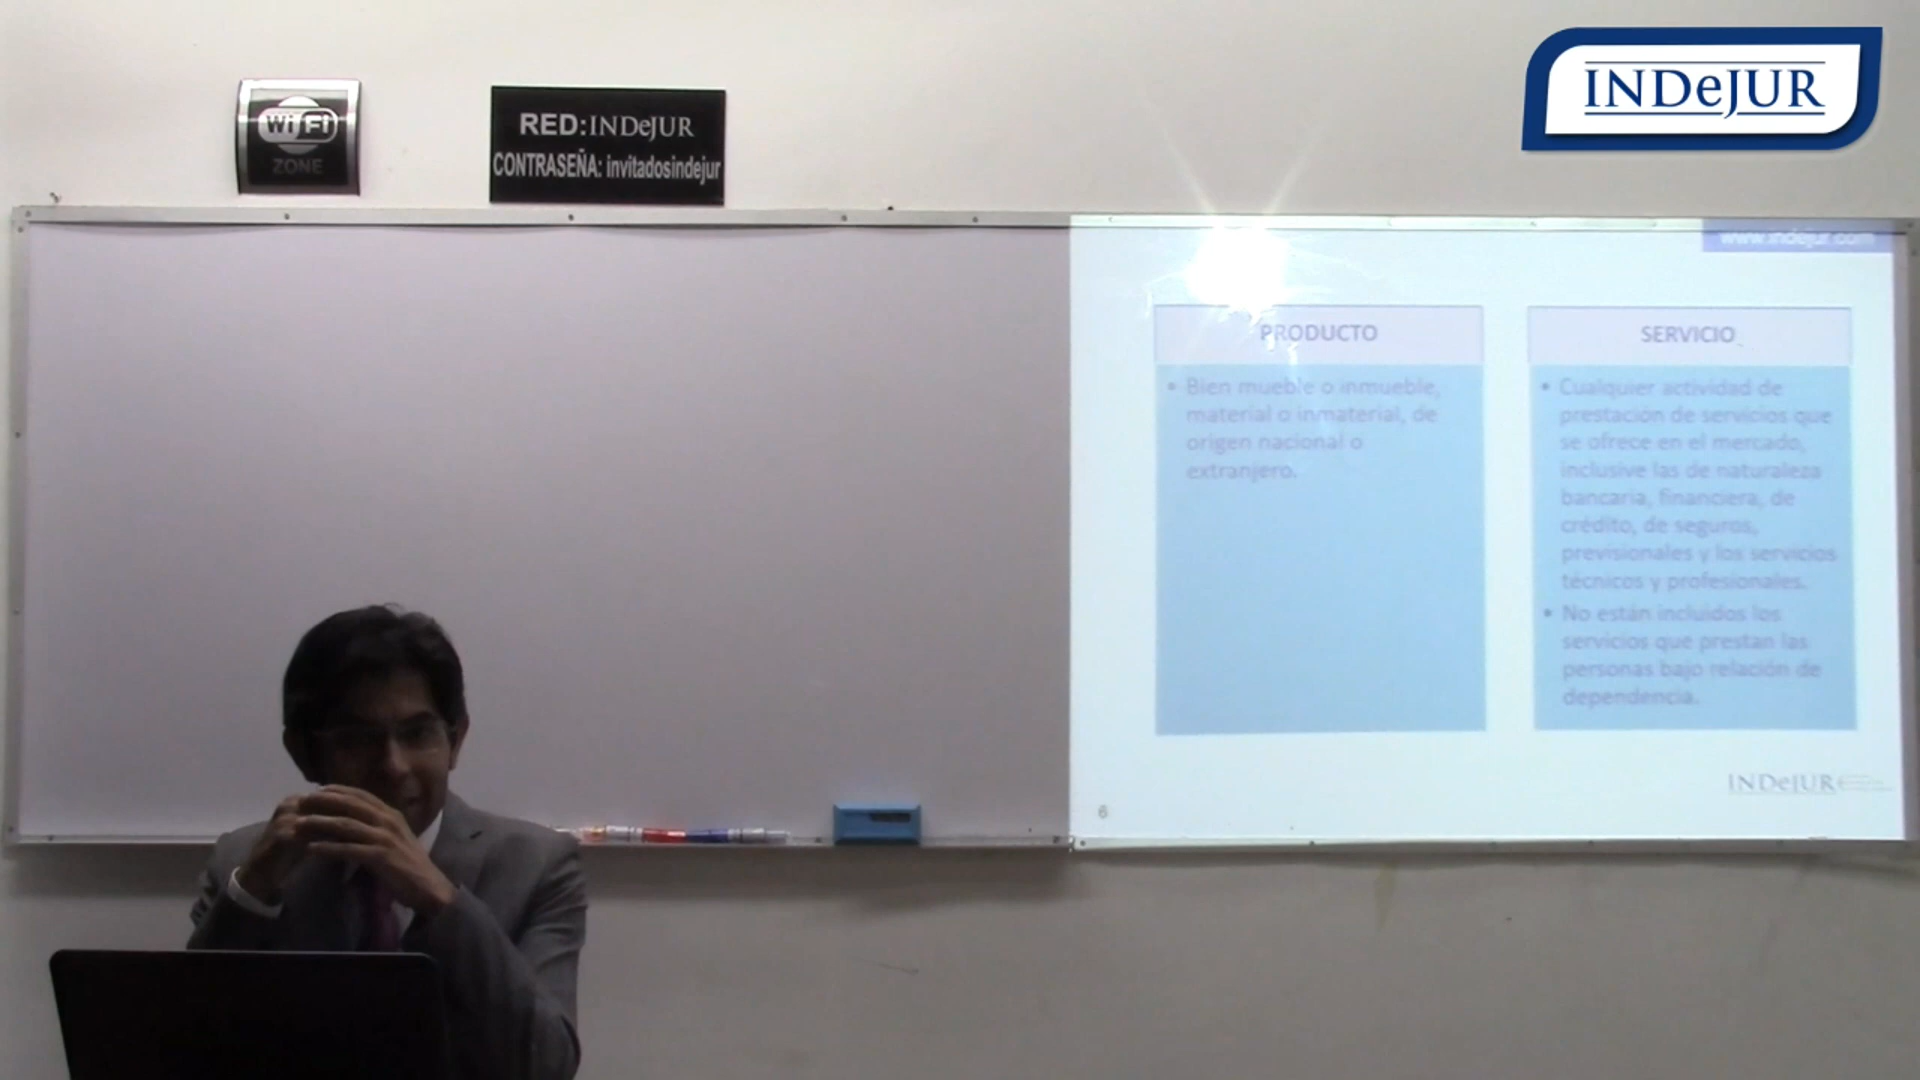 WiFi
ZONE
RED:INDeJUR
CONTRASEÑA: invitadosindejur
INDeJUR
www.indejur.com
PRODUCTO
• Bien mueble o inmueble,
material o inmaterial, de
origen nacional o
extranjero.
SERVICIO
• Cualquier actividad de
prestación de servicios que
se ofrece en el mercado,
inclusive las de naturaleza
bancaria, financiera, de
crédito, de seguros,
previsionales y los servicios
técnicos y profesionales.
• No están incluidos los
servicios que prestan las
personas bajo relación de
dependencia.
INDeJUR
6